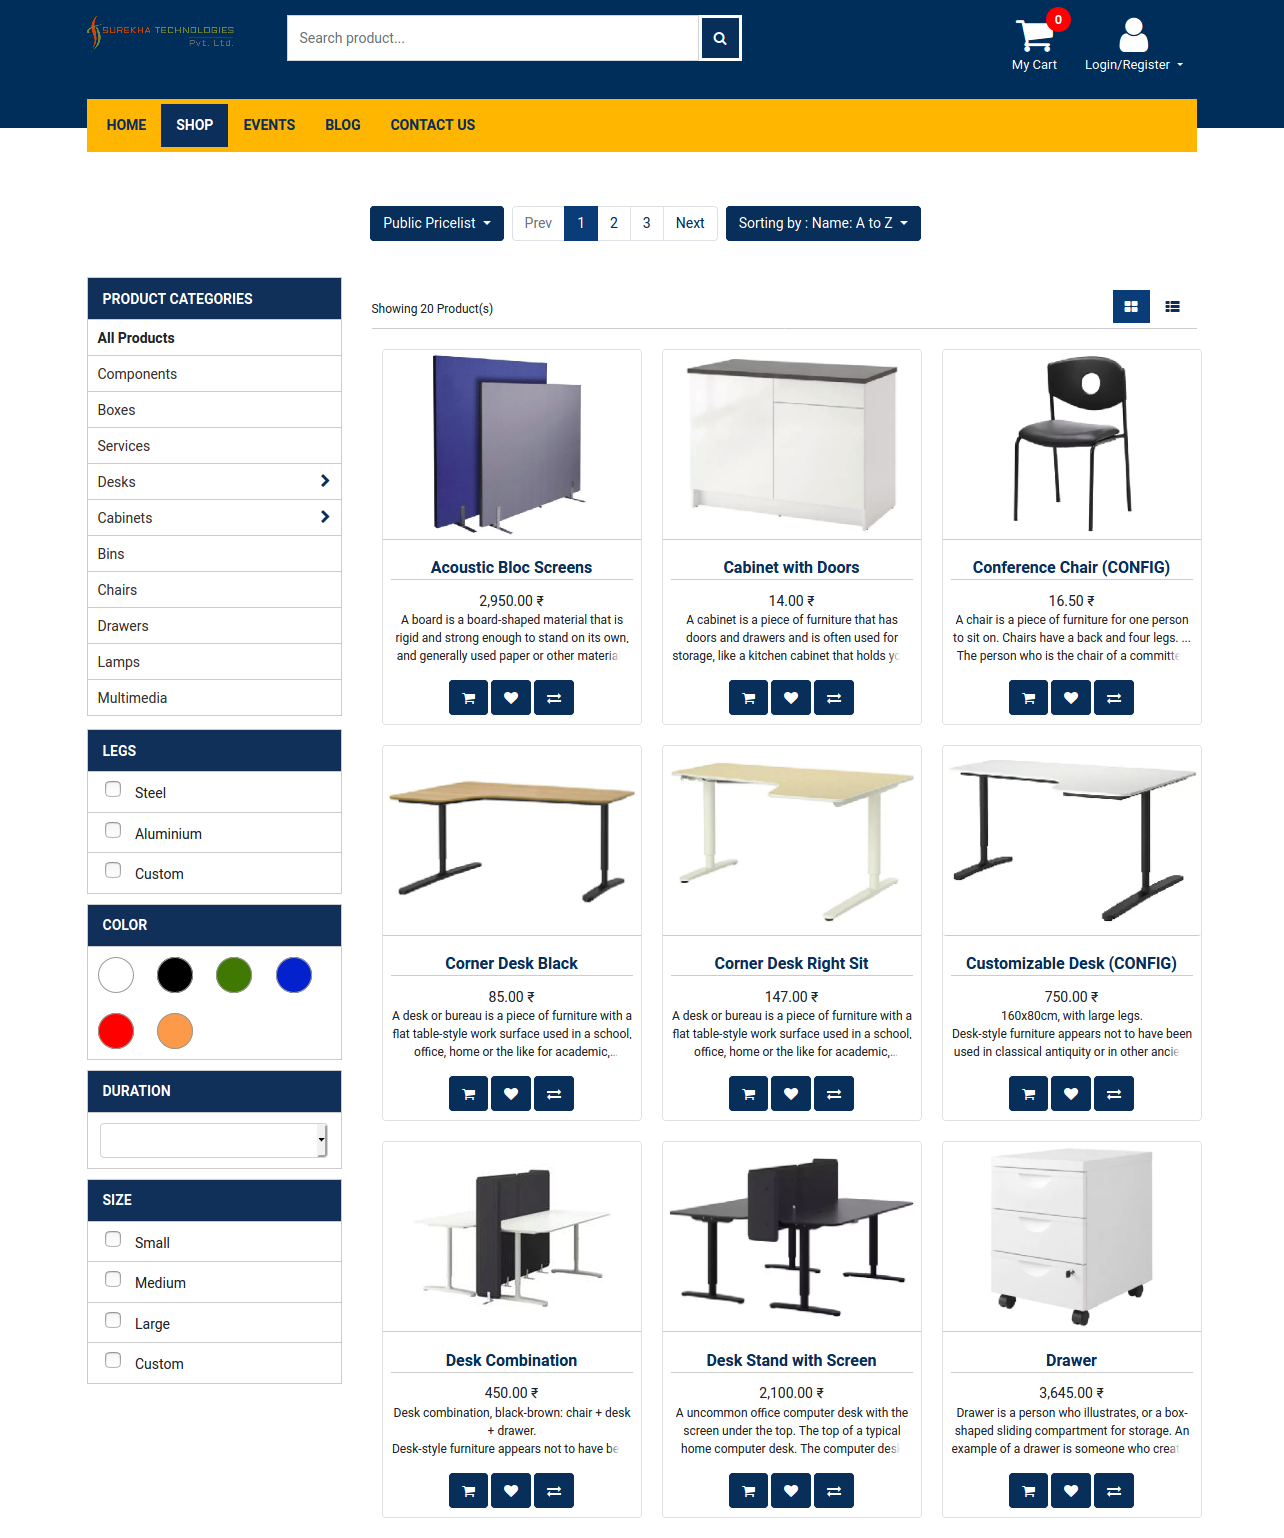 SUREKHA TECHNOLOGIES
Pvt. Ltd.
Search product...
0
My Cart
Login/Register
HOME SHOP EVENTS BLOG CONTACT US
Public Pricelist Prev 1 2 3 Next Sorting by : Name: A to Z
PRODUCT CATEGORIES
All Products
Components
Boxes
Services
Desks
Cabinets
Bins
Chairs
Drawers
Lamps
Multimedia
LEGS
Steel
Aluminium
Custom
COLOR
DURATION
SIZE
Small
Medium
Large
Custom
Showing 20 Product(s)
Acoustic Bloc Screens
2,950.00 ₹
A board is a board-shaped material that is
rigid and strong enough to stand on its own,
and generally used paper or other materia
Cabinet with Doors
14.00 ₹
A cabinet is a piece of furniture that has
doors and drawers and is often used for
storage, like a kitchen cabinet that holds yo
Conference Chair (CONFIG)
16.50 ₹
A chair is a piece of furniture for one person
to sit on. Chairs have a back and four legs. ...
The person who is the chair of a committe
Corner Desk Black
85.00 ₹
A desk or bureau is a piece of furniture with a
flat table-style work surface used in a school,
office, home or the like for academic,...
Corner Desk Right Sit
147.00 ₹
A desk or bureau is a piece of furniture with a
flat table-style work surface used in a school,
office, home or the like for academic,...
Customizable Desk (CONFIG)
750.00 ₹
160x80cm, with large legs.
Desk-style furniture appears not to have been
used in classical antiquity or in other ancie
Desk Combination
450.00 ₹
Desk combination, black-brown: chair + desk
+ drawer.
Desk-style furniture appears not to have be
Desk Stand with Screen
2,100.00 ₹
A uncommon office computer desk with the
screen under the top. The top of a typical
home computer desk. The computer desk
Drawer
3,645.00 ₹
Drawer is a person who illustrates, or a box-
shaped sliding compartment for storage. An
example of a drawer is someone who creat